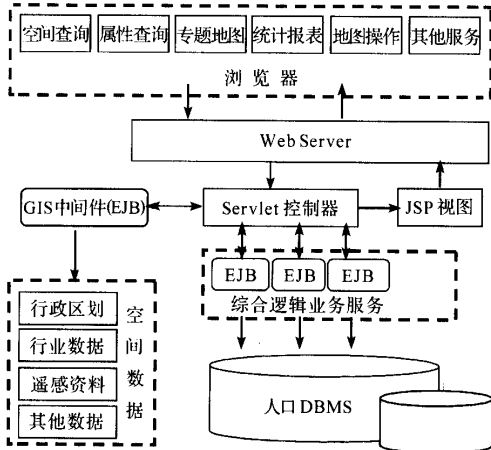 空间查询 属性查询 专题地图 统计报表 地图操作 其他服务
浏览器
Web Server
GIS中间件(EJB)
Servlet 控制器
JSP 视图
EJB EJB EJB
综合逻辑业务服务
行政区划
行业数据
遥感资料
其他数据
空间数据
人口 DBMS